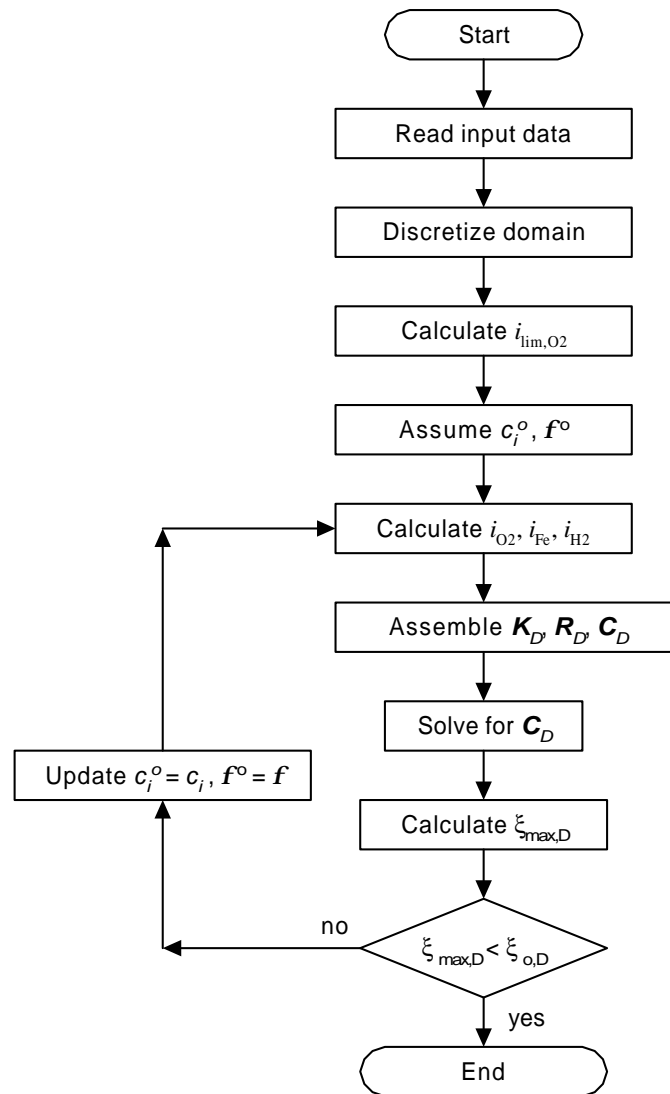 Start
Read input data
Discretize domain
Calculate i_lim,O2
Assume c_i^o, f^o
Calculate i_O2, i_Fe, i_H2
Assemble K_D, R_D, C_D
Solve for C_D
Update c_i^o = c_i, f^o = f
Calculate ξ_max,D
no
ξ_max,D < ξ_o,D
yes
End